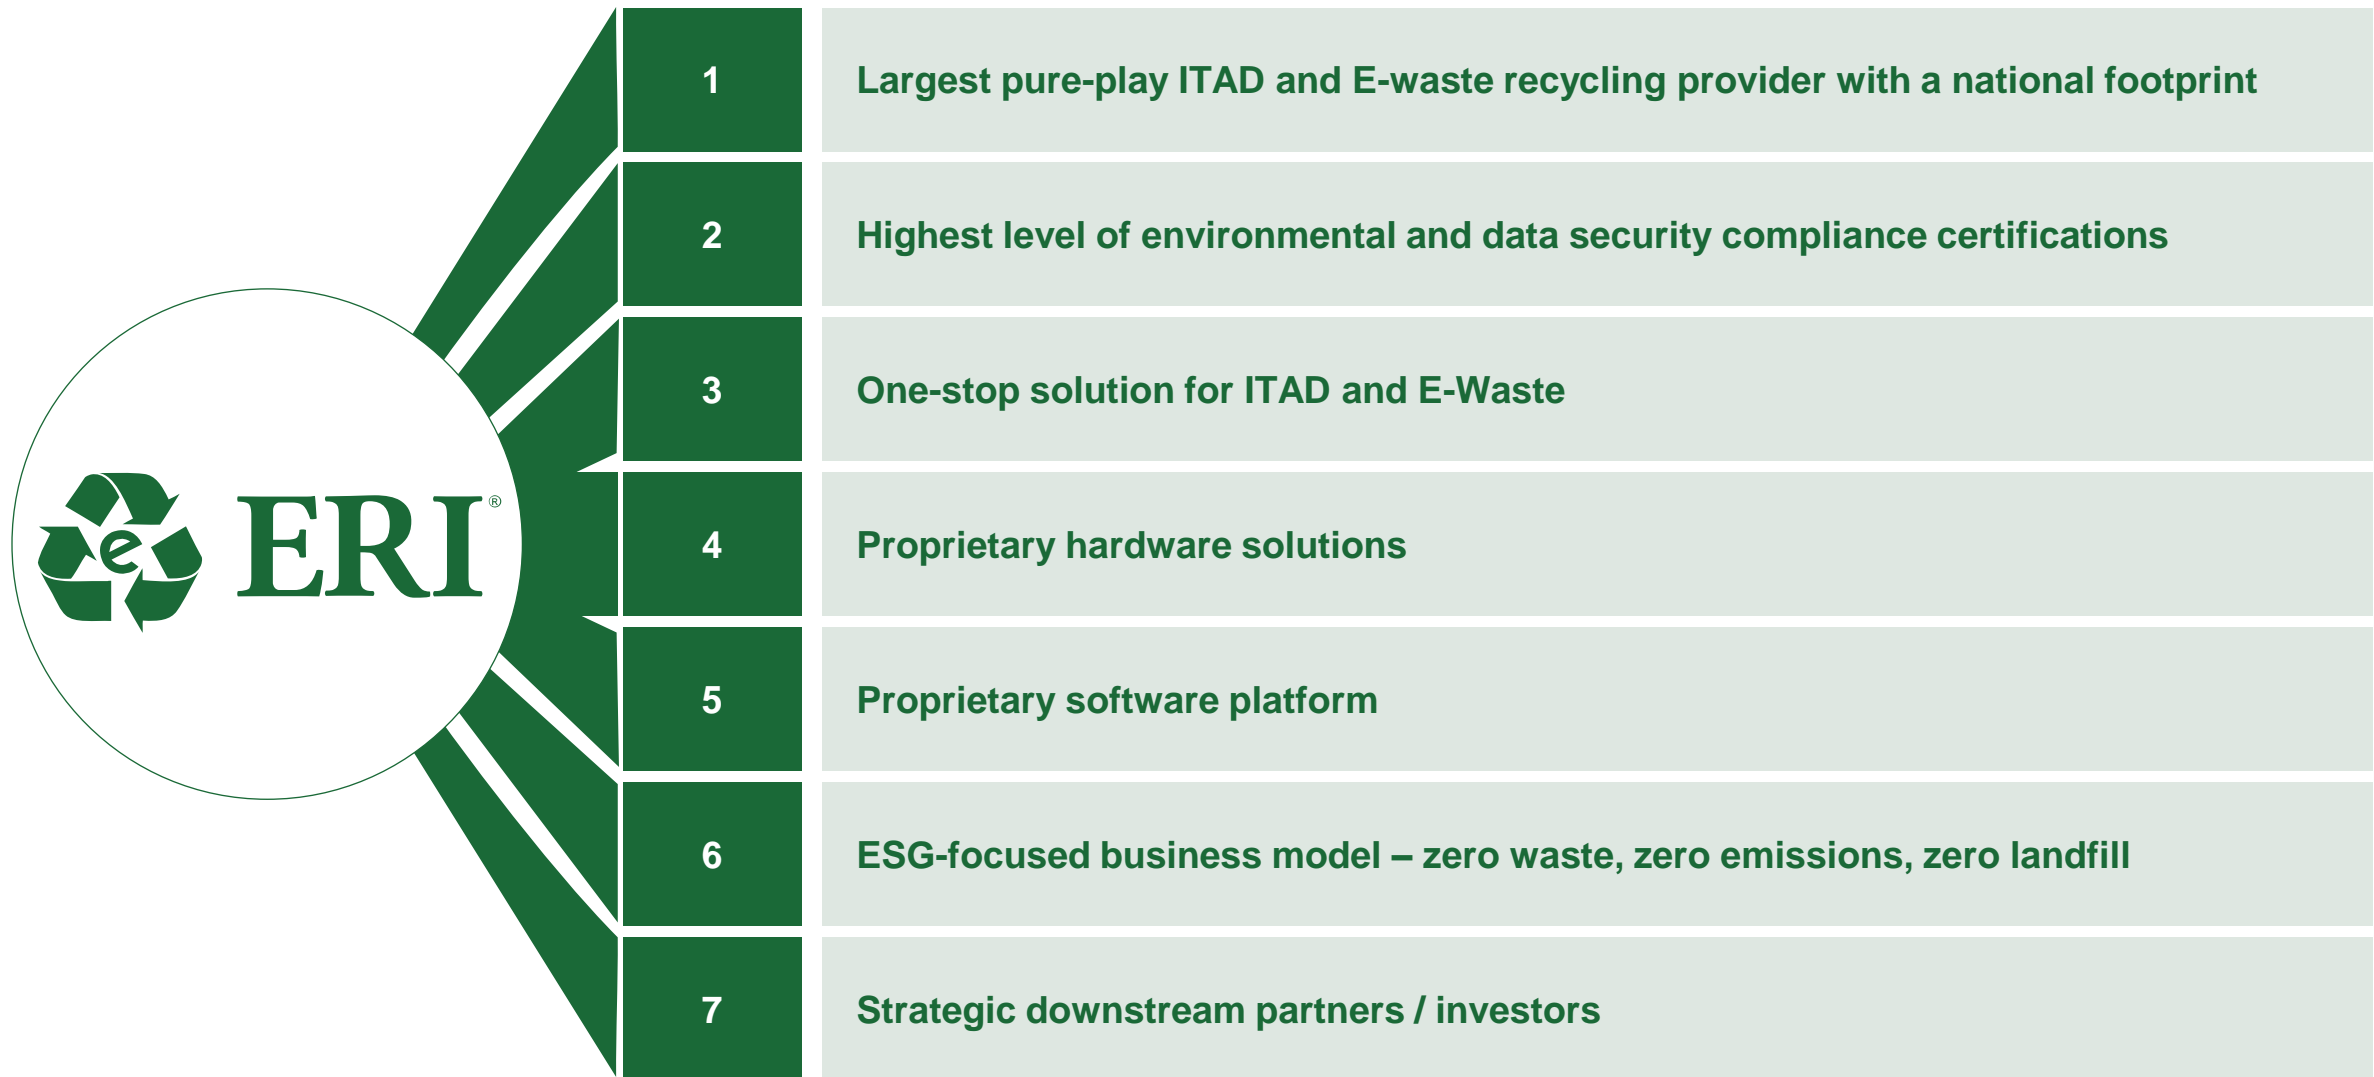 1
Largest pure-play ITAD and E-waste recycling provider with a national footprint
2
Highest level of environmental and data security compliance certifications
3
One-stop solution for ITAD and E-Waste
e ERI®
4
Proprietary hardware solutions
5
Proprietary software platform
6
ESG-focused business model – zero waste, zero emissions, zero landfill
7
Strategic downstream partners / investors